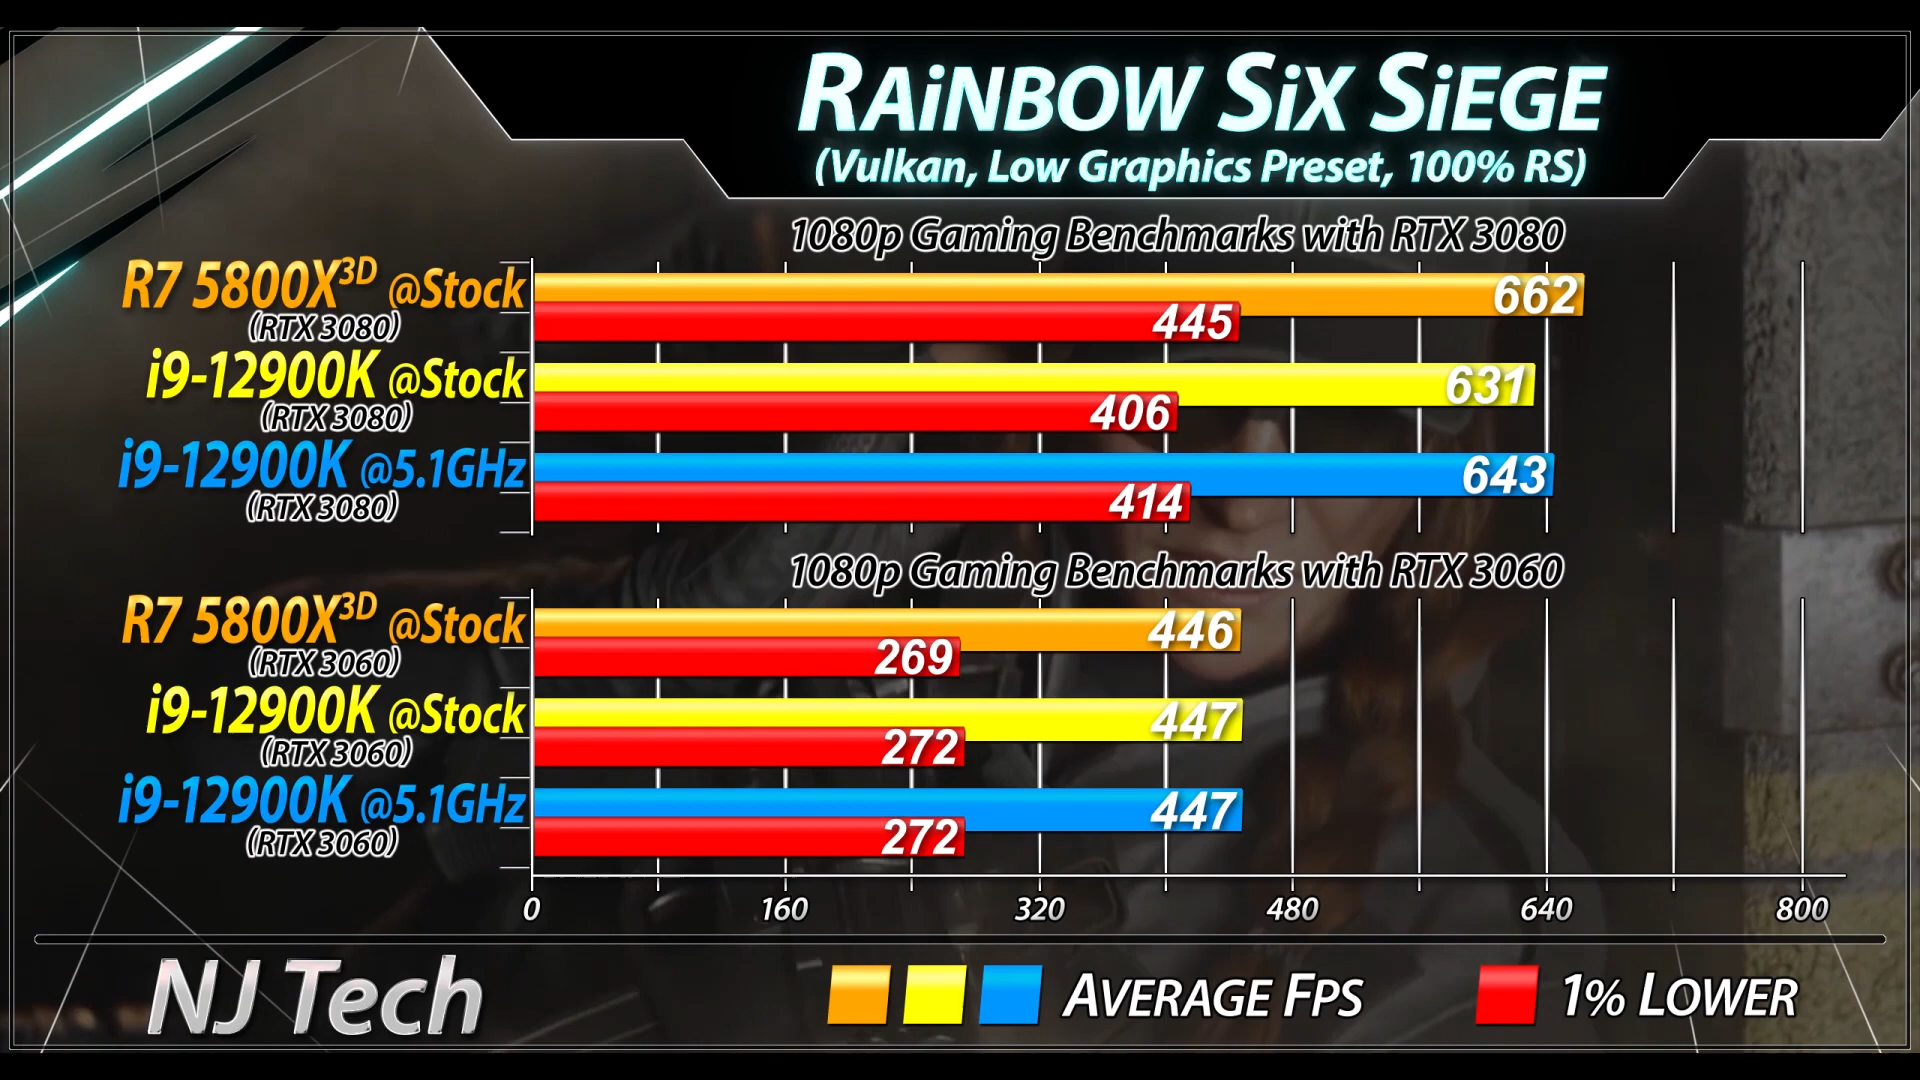 RAiNBOW SiX SiEGE
(Vulkan, Low Graphics Preset, 100% RS)
1080p Gaming Benchmarks with RTX 3080
R7 5800X3D @Stock
(RTX 3080)
662
445
i9-12900K @Stock
(RTX 3080)
631
406
i9-12900K @5.1GHz
(RTX 3080)
643
414
1080p Gaming Benchmarks with RTX 3060
R7 5800X3D @Stock
(RTX 3060)
446
269
i9-12900K @Stock
(RTX 3060)
447
272
i9-12900K @5.1GHz
(RTX 3060)
447
272
0 160 320 480 640 800
NJ Tech
AVERAGE FPS
1% LOWER